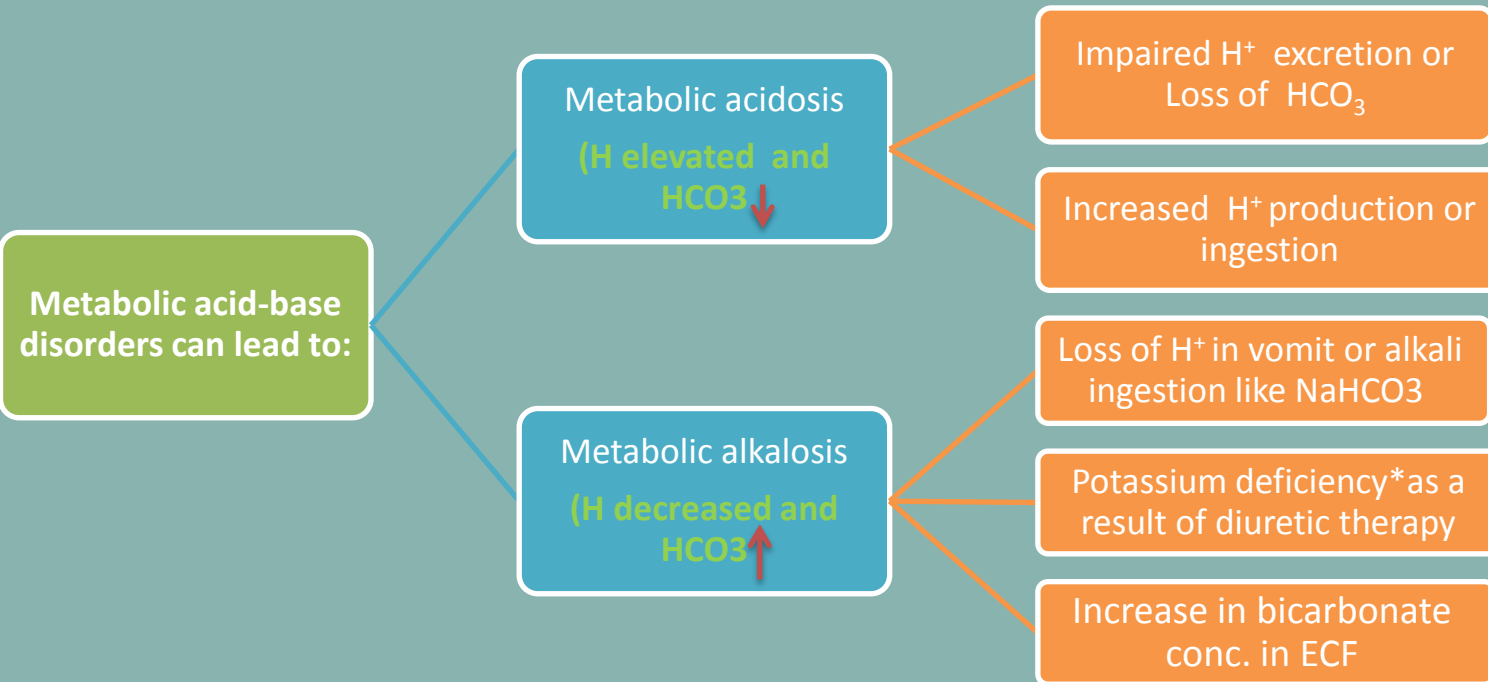 Metabolic acid-base
disorders can lead to:
Metabolic acidosis
(H elevated and
HCO3
Impaired H⁺ excretion or
Loss of HCO₃
Increased H⁺ production or
ingestion
Metabolic alkalosis
(H decreased and
HCO3
Loss of H⁺ in vomit or alkali
ingestion like NaHCO3
Potassium deficiency*as a
result of diuretic therapy
Increase in bicarbonate
conc. in ECF